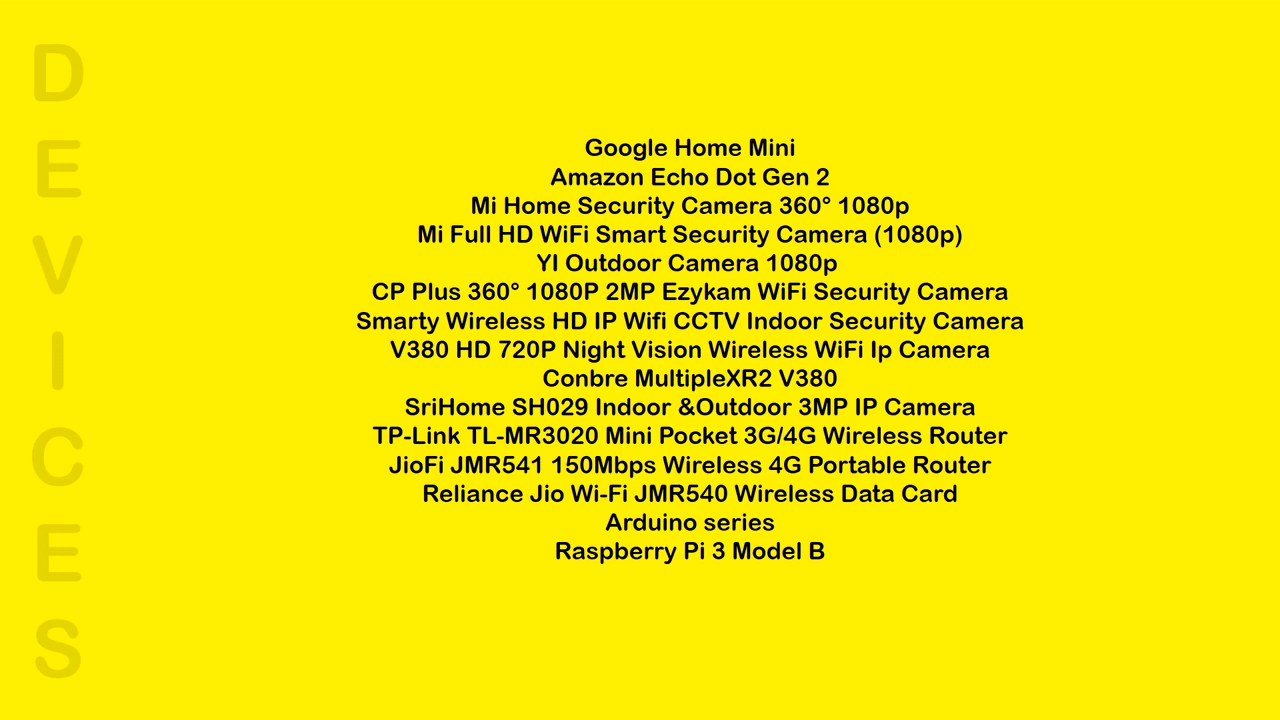 DEVICES
Google Home Mini
Amazon Echo Dot Gen 2
Mi Home Security Camera 360° 1080p
Mi Full HD WiFi Smart Security Camera (1080p)
YI Outdoor Camera 1080p
CP Plus 360° 1080P 2MP Ezykam WiFi Security Camera
Smarty Wireless HD IP Wifi CCTV Indoor Security Camera
V380 HD 720P Night Vision Wireless WiFi Ip Camera
Conbre MultipleXR2 V380
SriHome SH029 Indoor &Outdoor 3MP IP Camera
TP-Link TL-MR3020 Mini Pocket 3G/4G Wireless Router
JioFi JMR541 150Mbps Wireless 4G Portable Router
Reliance Jio Wi-Fi JMR540 Wireless Data Card
Arduino series
Raspberry Pi 3 Model B